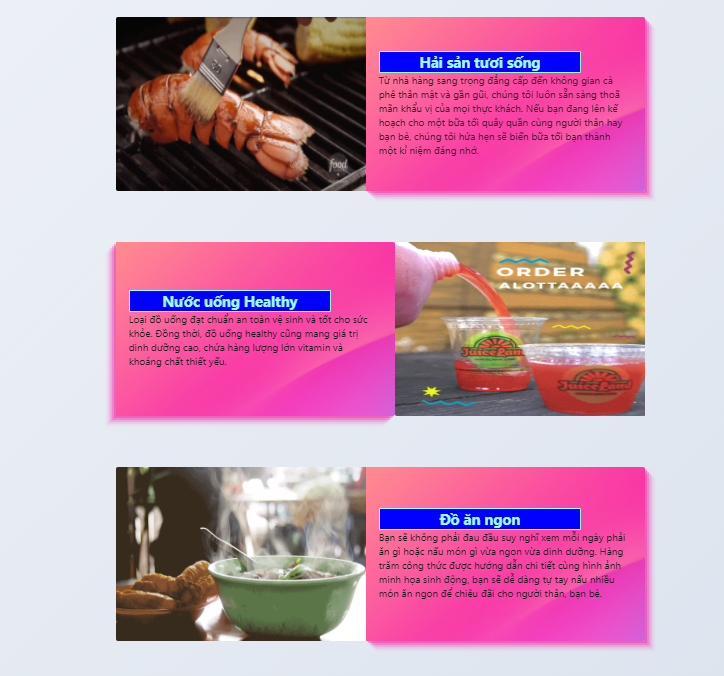 Hải sản tươi sống
Từ nhà hàng sang trọng đẳng cấp đến không gian cà
phê thân mật và gần gũi, chúng tôi luôn sẵn sàng thoã
mãn khẩu vị của mọi thực khách. Nếu bạn đang lên kế
hoạch cho một bữa tối quây quần cùng người thân hay
bạn bè, chúng tôi hứa hẹn sẽ biến bữa tối bạn thành
một kỉ niệm đáng nhớ.
food
Nước uống Healthy
Loại đồ uống đạt chuẩn an toàn vệ sinh và tốt cho sức
khỏe. Đồng thời, đồ uống healthy cũng mang giá trị
dinh dưỡng cao, chứa hàng lượng lớn vitamin và
khoáng chất thiết yếu.
ORDER
ALOTTAAAAA
JuiceLand
JuiceLand
Đồ ăn ngon
Bạn sẽ không phải đau đầu suy nghĩ xem mỗi ngày phải
ăn gì hoặc nấu món gì vừa ngon vừa dinh dưỡng. Hàng
trăm công thức được hướng dẫn chi tiết cùng hình ảnh
minh họa sinh động, bạn sẽ dễ dàng tự tay nấu nhiều
món ăn ngon để chiêu đãi cho người thân, bạn bè.